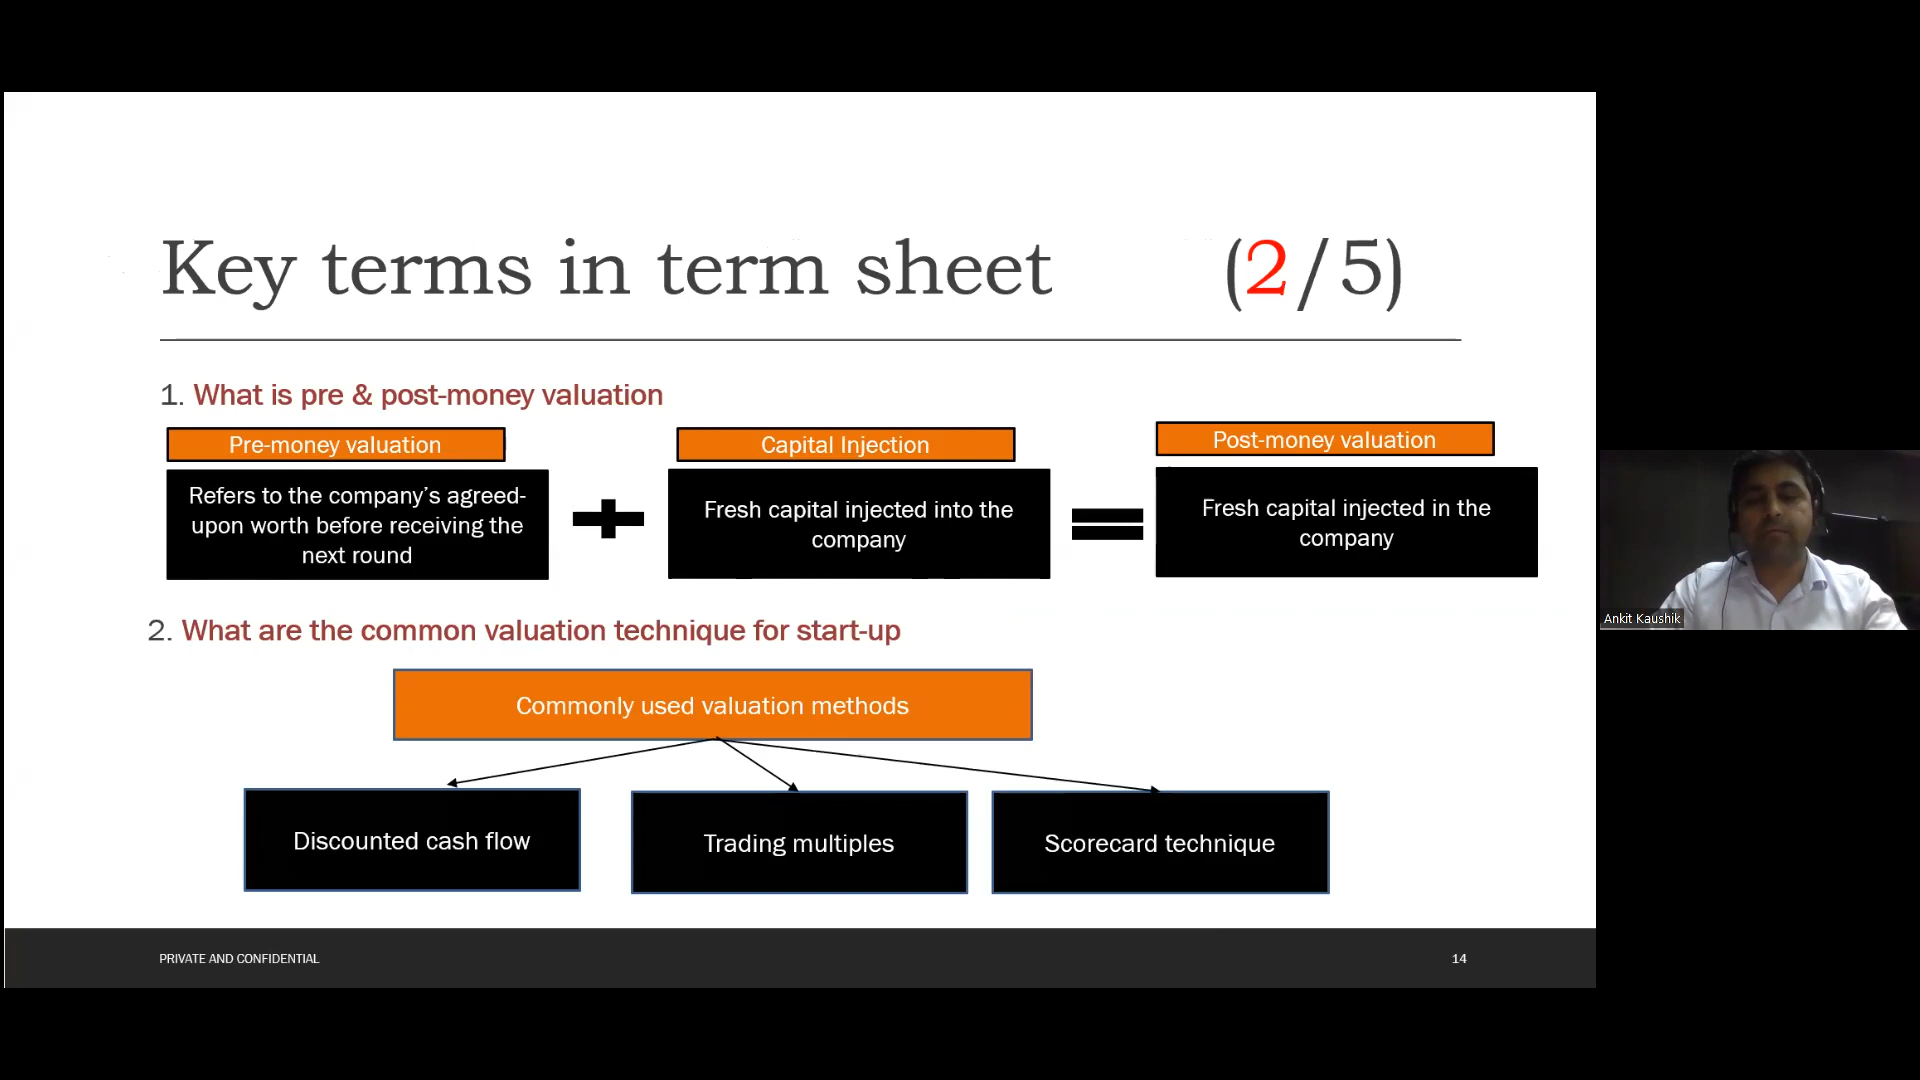 Key terms in term sheet (2/5)
1. What is pre & post-money valuation
Pre-money valuation
Capital Injection
Post-money valuation
Refers to the company’s agreed-
upon worth before receiving the
next round
Fresh capital injected into the
company
Fresh capital injected in the
company
2. What are the common valuation technique for start-up
Commonly used valuation methods
Discounted cash flow
Trading multiples
Scorecard technique
PRIVATE AND CONFIDENTIAL
14
Ankit Kaushik